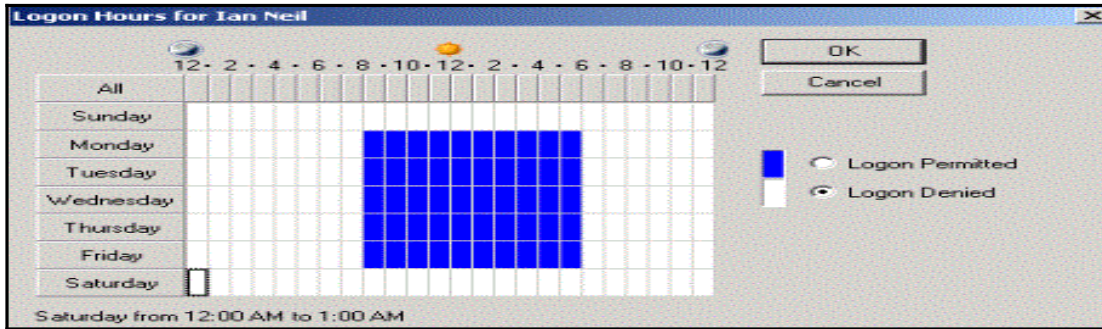 Logon Hours for Ian Neil
12 · 2 · 4 · 6 · 8 · 10 · 12 · 2 · 4 · 6 · 8 · 10 · 12
OK
All
Cancel
Sunday
Monday
Tuesday
Logon Permitted
Wednesday
Logon Denied
Thursday
Friday
Saturday
Saturday from 12:00 AM to 1:00 AM